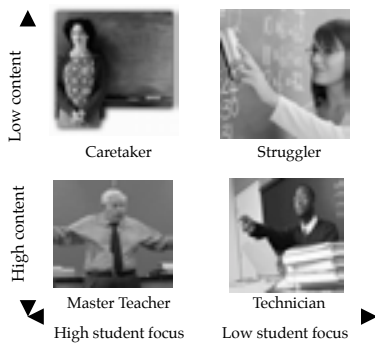 Low content
Caretaker
Struggler
High content
Master Teacher
Technician
High student focus
Low student focus